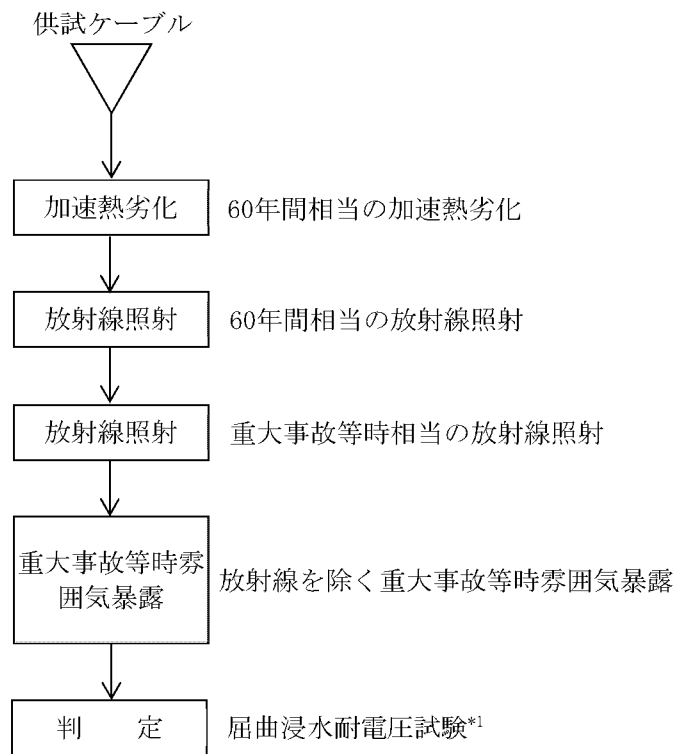 供試ケーブル
加速熱劣化 60年間相当の加速熱劣化
放射線照射 60年間相当の放射線照射
放射線照射 重大事故等時相当の放射線照射
重大事故等時雰
囲気暴露
放射線を除く重大事故等時雰囲気暴露
判　定 屈曲浸水耐電圧試験*1